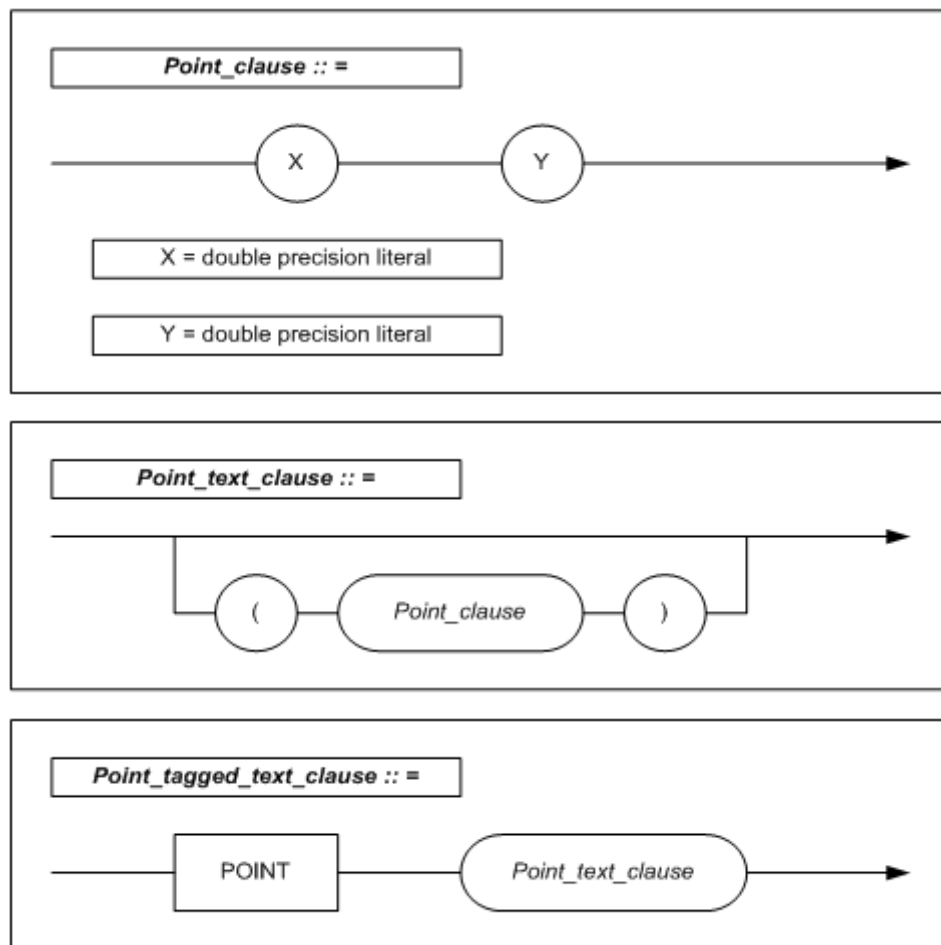 Point_clause :: =
X
Y
X = double precision literal
Y = double precision literal
Point_text_clause :: =
(
Point_clause
)
Point_tagged_text_clause :: =
POINT
Point_text_clause